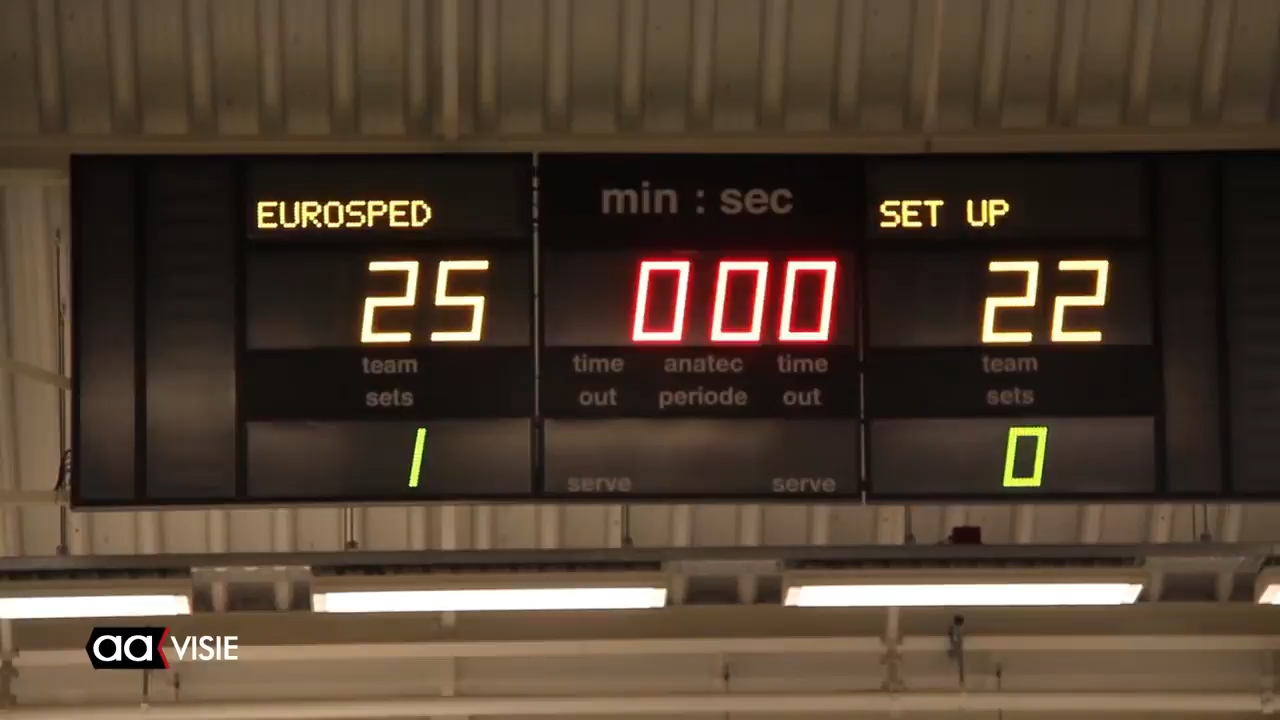 EUROSPED
min : sec
SET UP
25
000
22
team
sets
time
out
anatec
periode
time
out
team
sets
1
serve
serve
0
aa VISIE